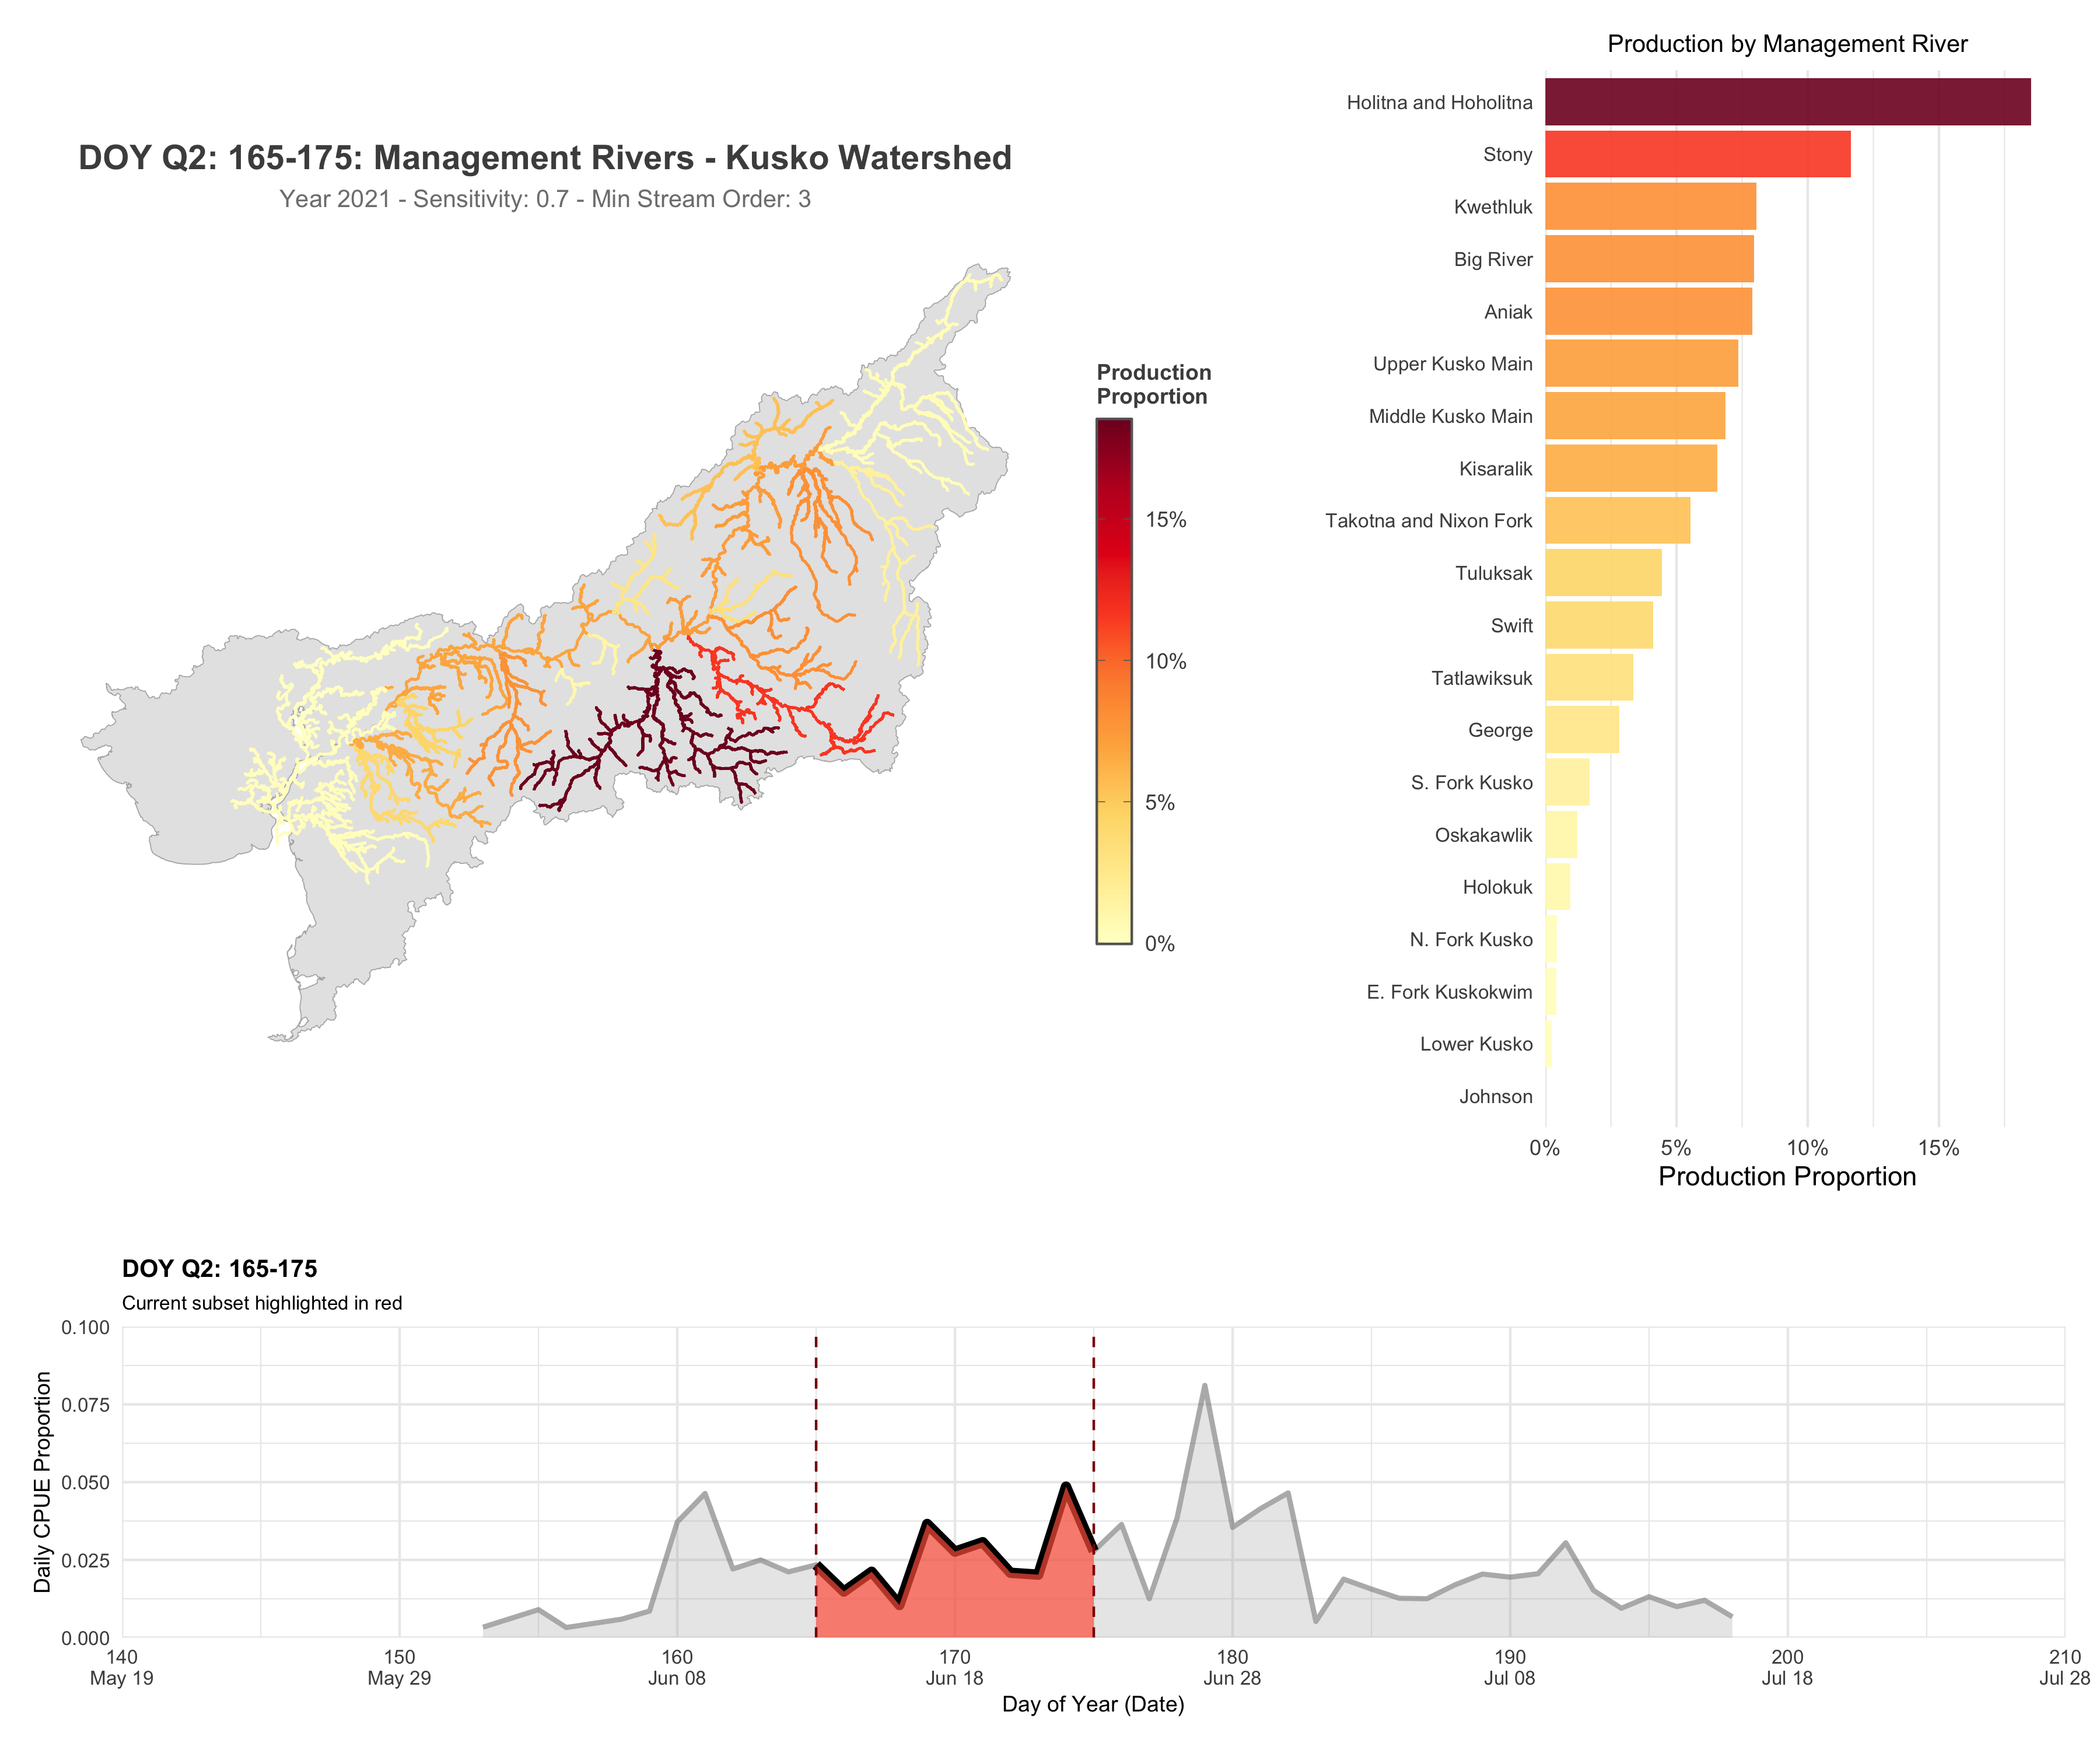 Production by Management River
DOY Q2: 165-175: Management Rivers - Kusko Watershed
Year 2021 - Sensitivity: 0.7 - Min Stream Order: 3
Production
Proportion
15%
10%
5%
0%
Holitna and Hoholitna
Stony
Kwethluk
Big River
Aniak
Upper Kusko Main
Middle Kusko Main
Kisaralik
Takotna and Nixon Fork
Tuluksak
Swift
Tatlawiksuk
George
S. Fork Kusko
Oskakawlik
Holokuk
N. Fork Kusko
E. Fork Kuskokwim
Lower Kusko
Johnson
0% 5% 10% 15%
Production Proportion
DOY Q2: 165-175
Current subset highlighted in red
Daily CPUE Proportion
0.100
0.075
0.050
0.025
0.000
140 150 160 170 180 190 200 210
May 19 May 29 Jun 08 Jun 18 Jun 28 Jul 08 Jul 18 Jul 28
Day of Year (Date)